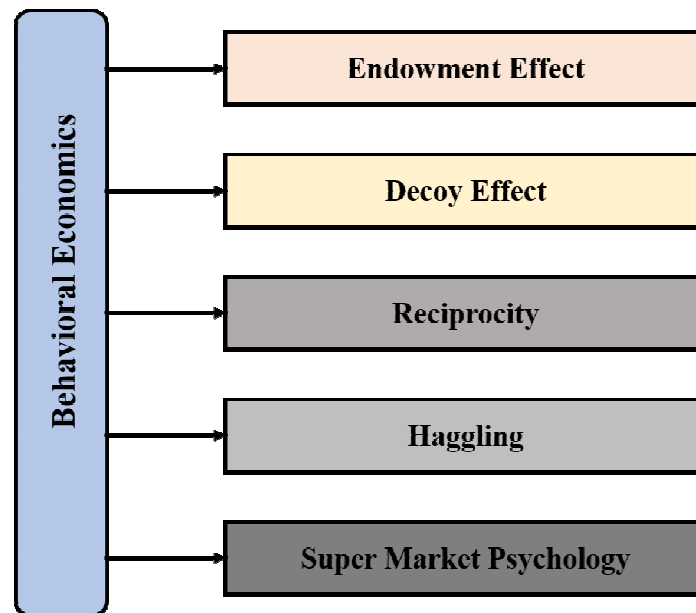 Behavioral Economics
Endowment Effect
Decoy Effect
Reciprocity
Haggling
Super Market Psychology